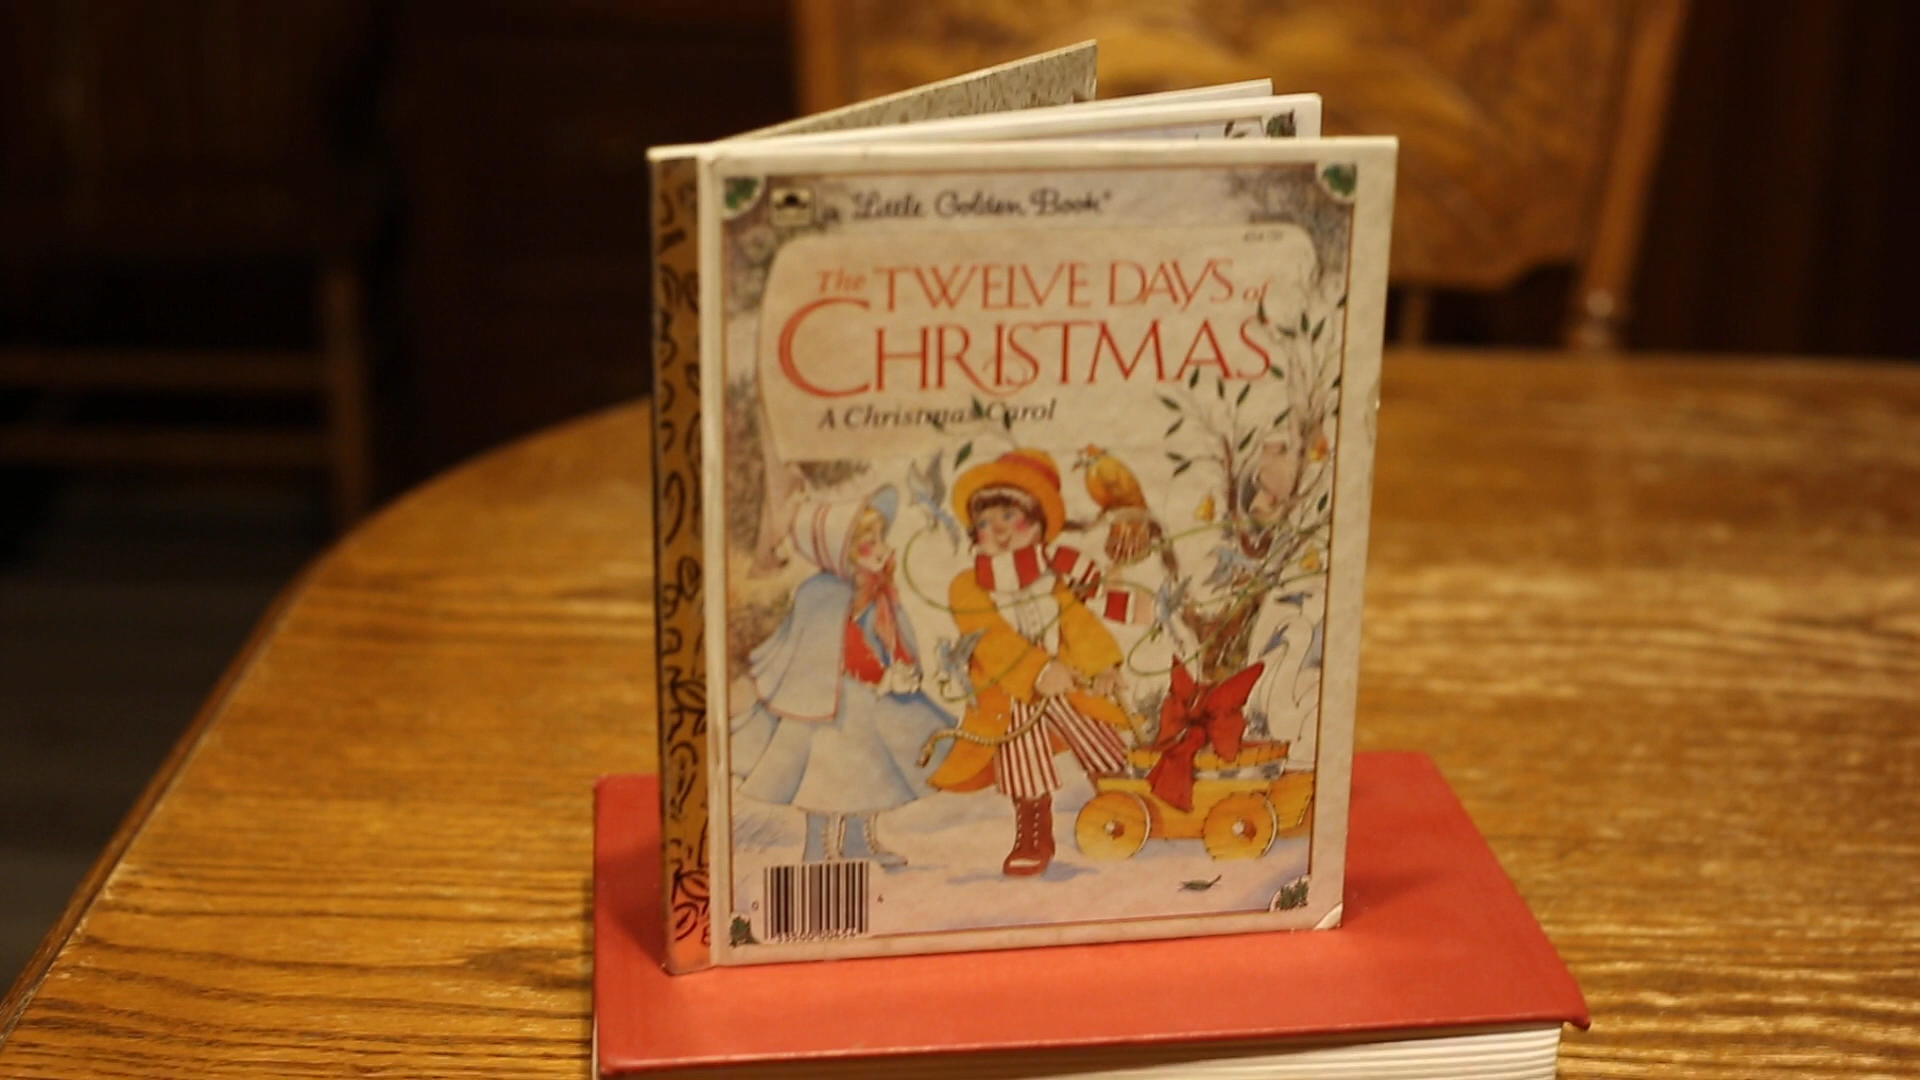 a Little Golden Book®
The TWELVE DAYS of
CHRISTMAS
A Christmas Carol